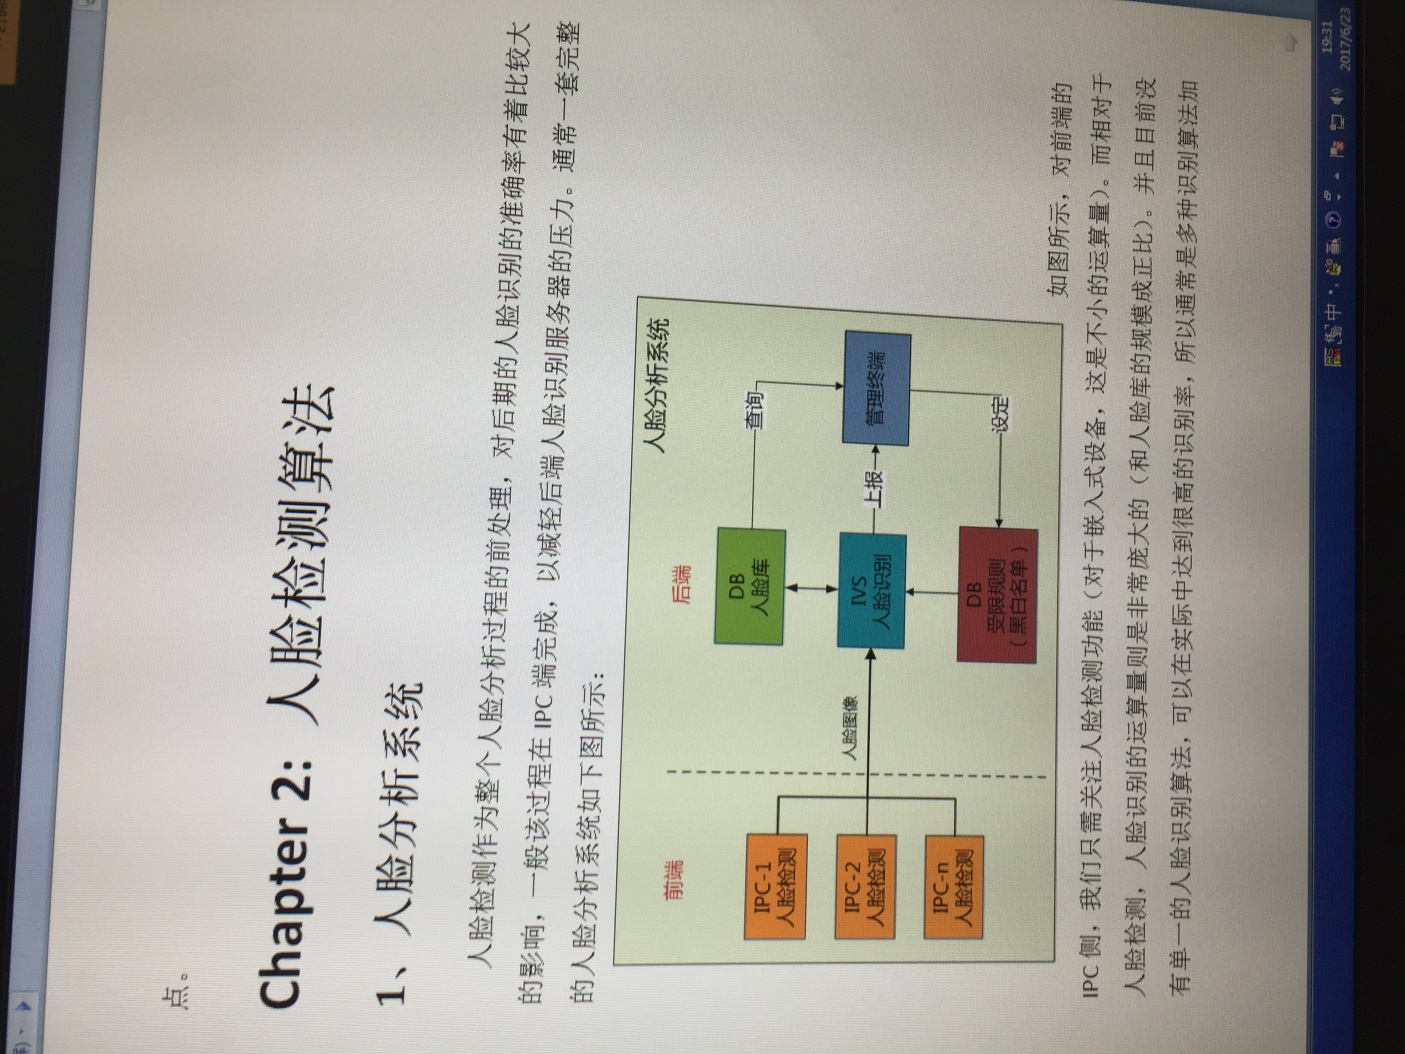 点。
Chapter 2: 人脸检测算法
1、人脸分析系统
人脸检测作为整个人脸分析过程的前处理，对后期的人脸识别的准确率有着比较大
的影响，一般该过程在 IPC 端完成，以减轻后端人脸识别服务器的压力。通常一套完整
的人脸分析系统如下图所示：
人脸分析系统
前端
后端
IPC-1
人脸检测
IPC-2
人脸检测
IPC-n
人脸检测
人脸图像
DB
人脸库
IVS
人脸识别
DB
受限规则
（黑白名单）
查询
上报
管理终端
设定
如图所示，对前端的
IPC 侧，我们只需关注人脸检测功能（对于嵌入式设备，这是不小的运算量）。而相对于
人脸检测，人脸识别的运算量则是非常庞大的（和人脸库的规模成正比）。并且目前没
有单一的人脸识别算法，可以在实际中达到很高的识别率，所以通常是多种识别算法加
中
19:31
2017/6/23